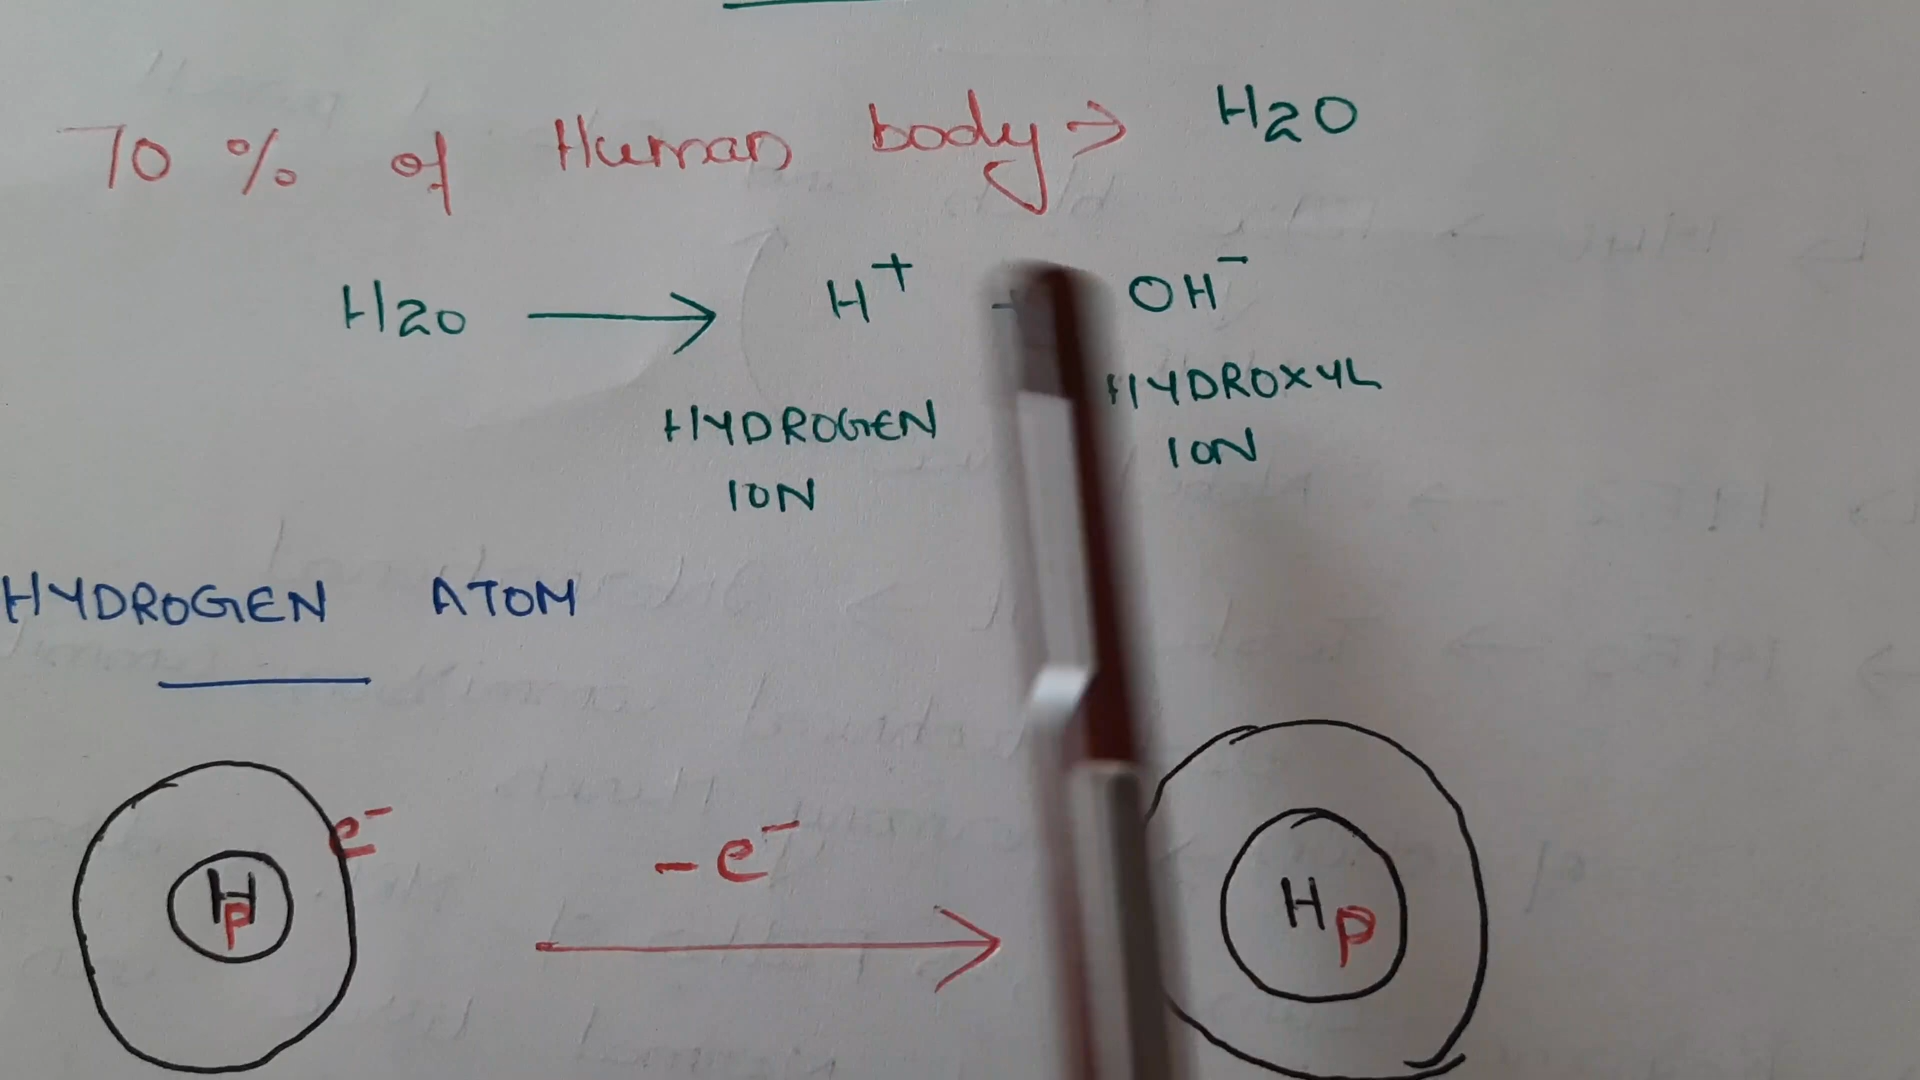 70 % of Human body → H2O
H2O → H+ + OH-
HYDROGEN ION
HYDROXYL ION
HYDROGEN ATOM
H P e-
-e-
H P